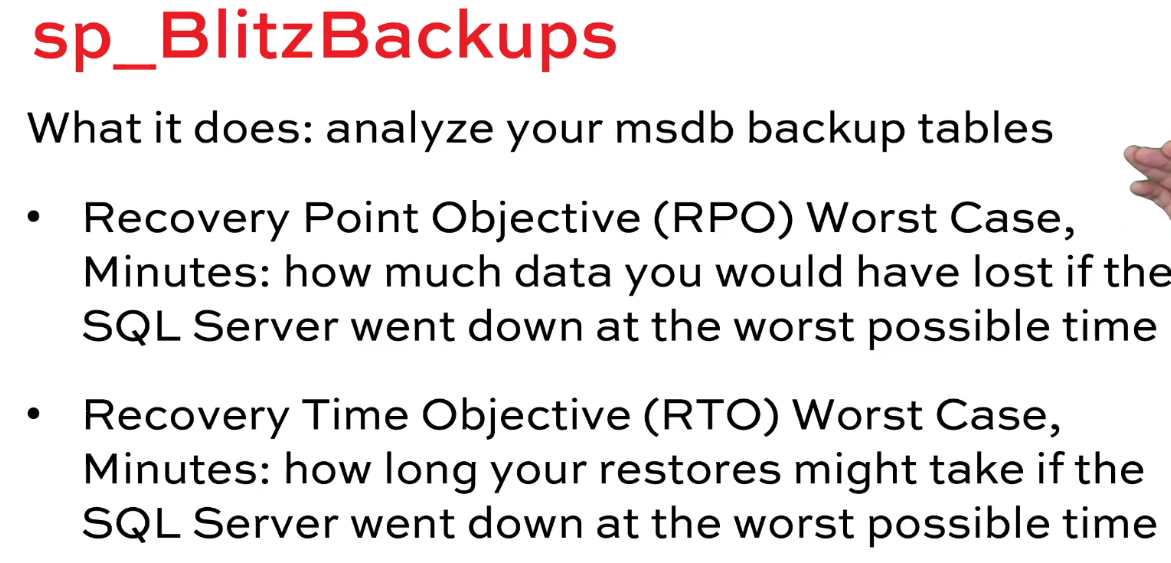 sp_BlitzBackups
What it does: analyze your msdb backup tables
• Recovery Point Objective (RPO) Worst Case,
Minutes: how much data you would have lost if the
SQL Server went down at the worst possible time
• Recovery Time Objective (RTO) Worst Case,
Minutes: how long your restores might take if the
SQL Server went down at the worst possible time